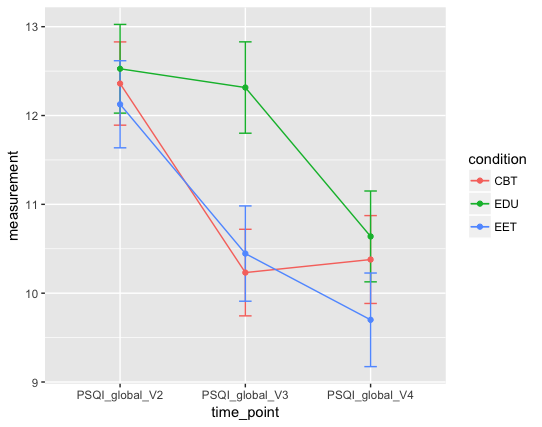 measurement
13
12
11
10
9
PSQI_global_V2 PSQI_global_V3 PSQI_global_V4
time_point
condition
CBT
EDU
EET